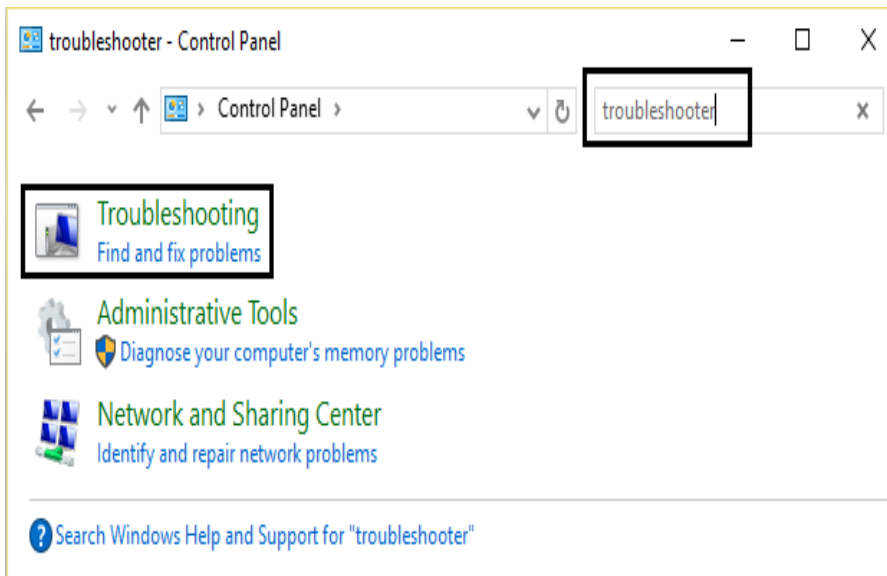 troubleshooter - Control Panel
Control Panel
troubleshooter
Troubleshooting
Find and fix problems
Administrative Tools
Diagnose your computer's memory problems
Network and Sharing Center
Identify and repair network problems
Search Windows Help and Support for "troubleshooter"